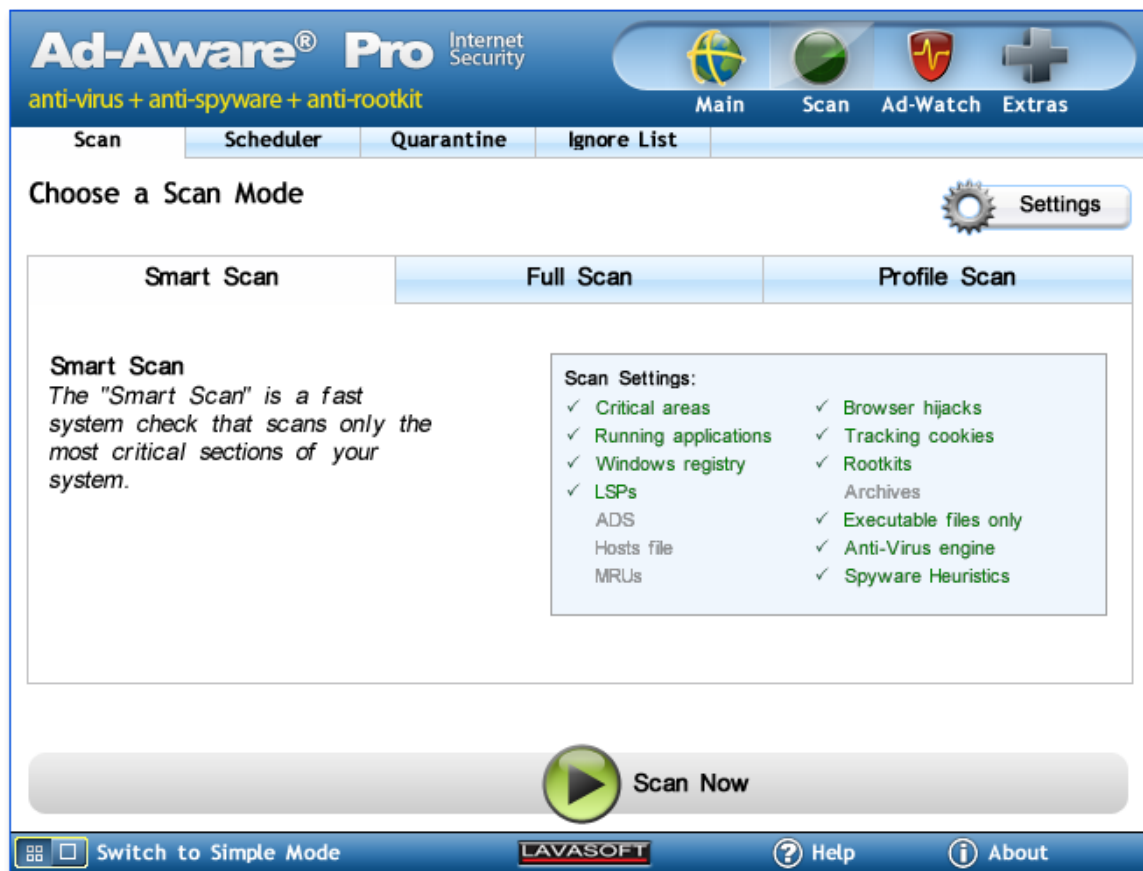 Ad-Aware® Pro Internet Security
anti-virus + anti-spyware + anti-rootkit
Main Scan Ad-Watch Extras
Scan Scheduler Quarantine Ignore List
Choose a Scan Mode
Settings
Smart Scan Full Scan Profile Scan
Smart Scan
The "Smart Scan" is a fast
system check that scans only the
most critical sections of your
system.
Scan Settings:
✓ Critical areas ✓ Browser hijacks
✓ Running applications ✓ Tracking cookies
✓ Windows registry ✓ Rootkits
✓ LSPs Archives
ADS ✓ Executable files only
Hosts file ✓ Anti-Virus engine
MRUs ✓ Spyware Heuristics
Scan Now
Switch to Simple Mode LAVASOFT Help About